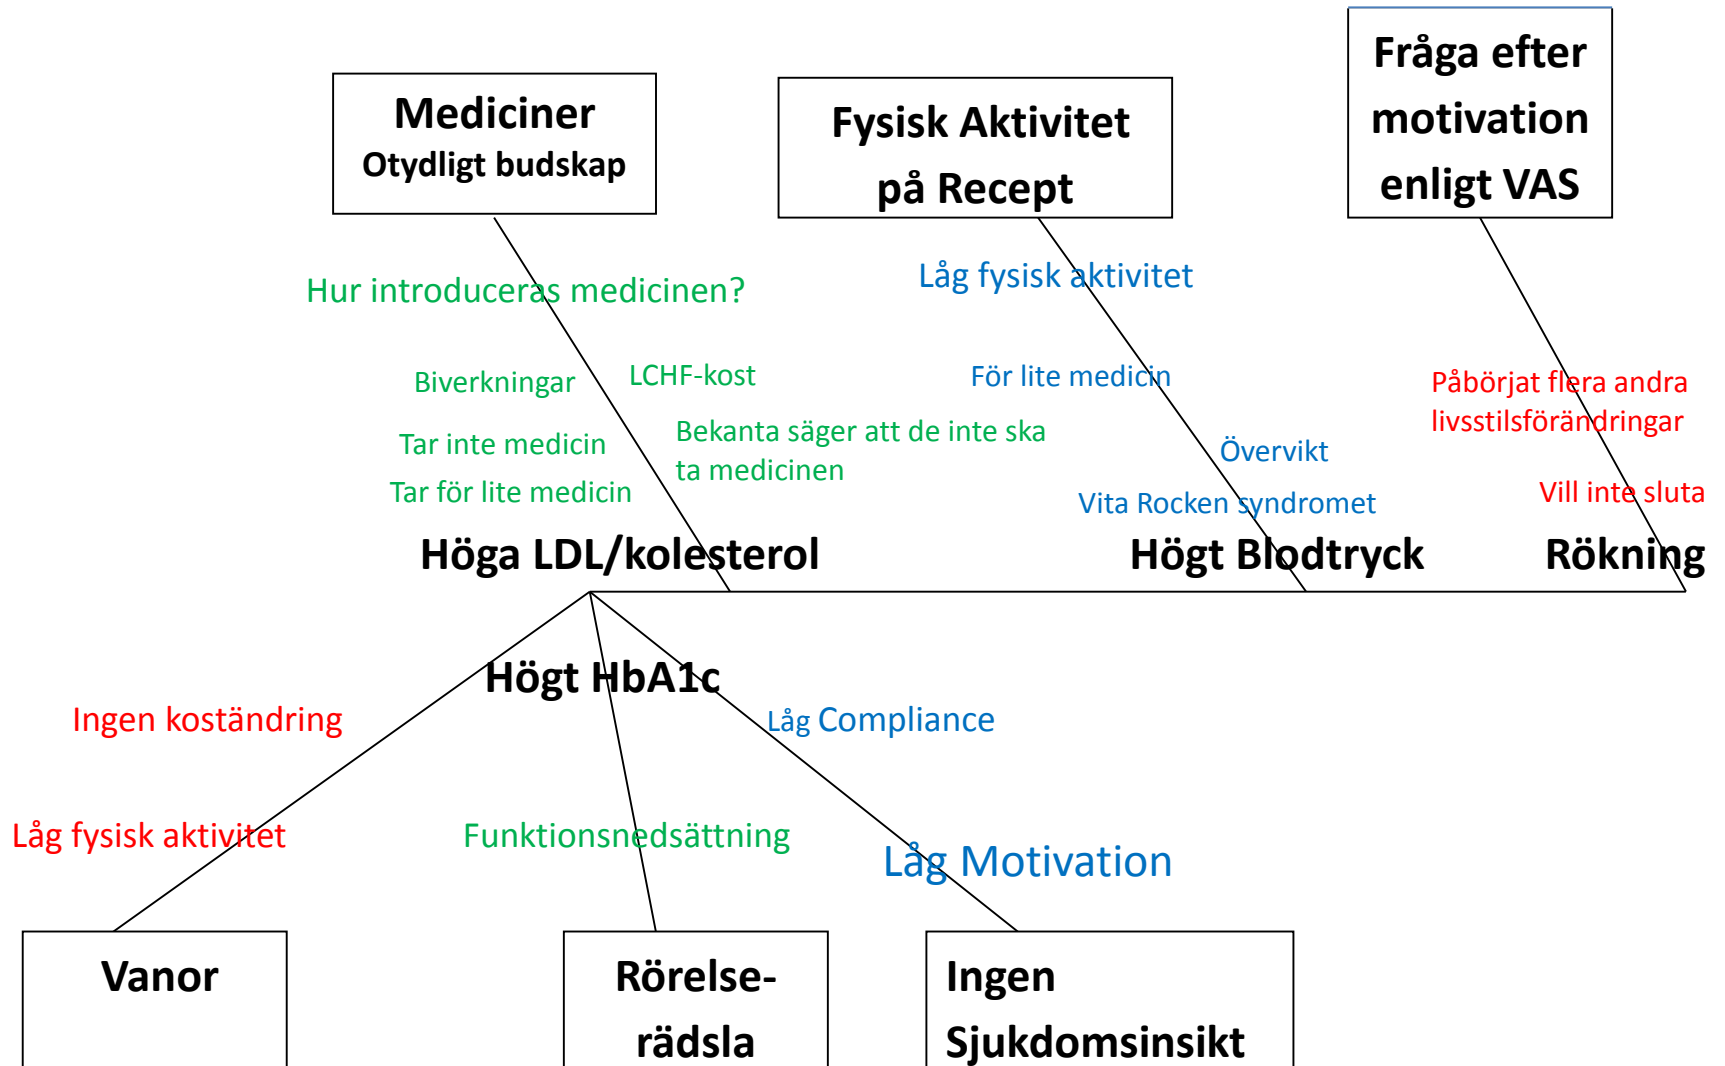 Mediciner
Otydligt budskap
Fysisk Aktivitet
på Recept
Fråga efter
motivation
enligt VAS
Hur introduceras medicinen?
Låg fysisk aktivitet
Biverkningar
LCHF-kost
För lite medicin
Påbjörjat flera andra
livsstilsförändringar
Tar inte medicin
Bekanta säger att de inte ska
ta medicinen
Övervikt
Tar för lite medicin
Vita Rocken syndromet
Vill inte sluta
Höga LDL/kolesterol
Högt Blodtryck
Rökning
Högt HbA1c
Ingen koständring
Låg Compliance
Låg fysisk aktivitet
Funktionsnedsättning
Låg Motivation
Vanor
Rörelse-
rädsla
Ingen
Sjukdomsinsikt